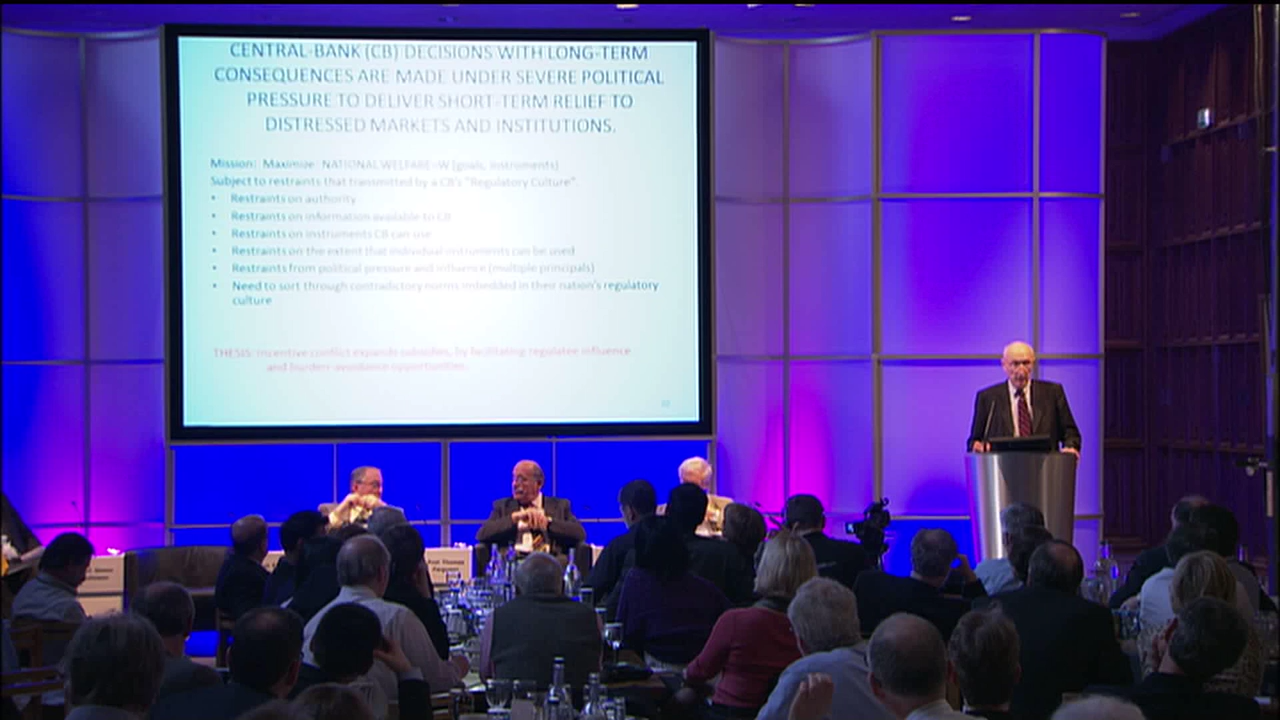 CENTRAL-BANK (CB) DECISIONS WITH LONG-TERM
CONSEQUENCES ARE MADE UNDER SEVERE POLITICAL
PRESSURE TO DELIVER SHORT-TERM RELIEF TO
DISTRESSED MARKETS AND INSTITUTIONS.
Mission: Maximize: NATIONAL WELFARE (goals, instruments)
Subject to restraints that transmitted by a CB's "Regulatory Culture".
• Restraints on authority
• Restraints on information available to CB
• Restraints on instruments CB can use
• Restraints on the extent that individual instruments can be used
• Restraints from political pressure and influence (multiple principals)
• Need to sort through contradictory norms imbedded in their nation's regulatory
culture
THESIS: Incentive conflict expands subsidies, by facilitating regulatee influence
and burden-avoidance opportunities.
Prof. Thomas
Ferguson